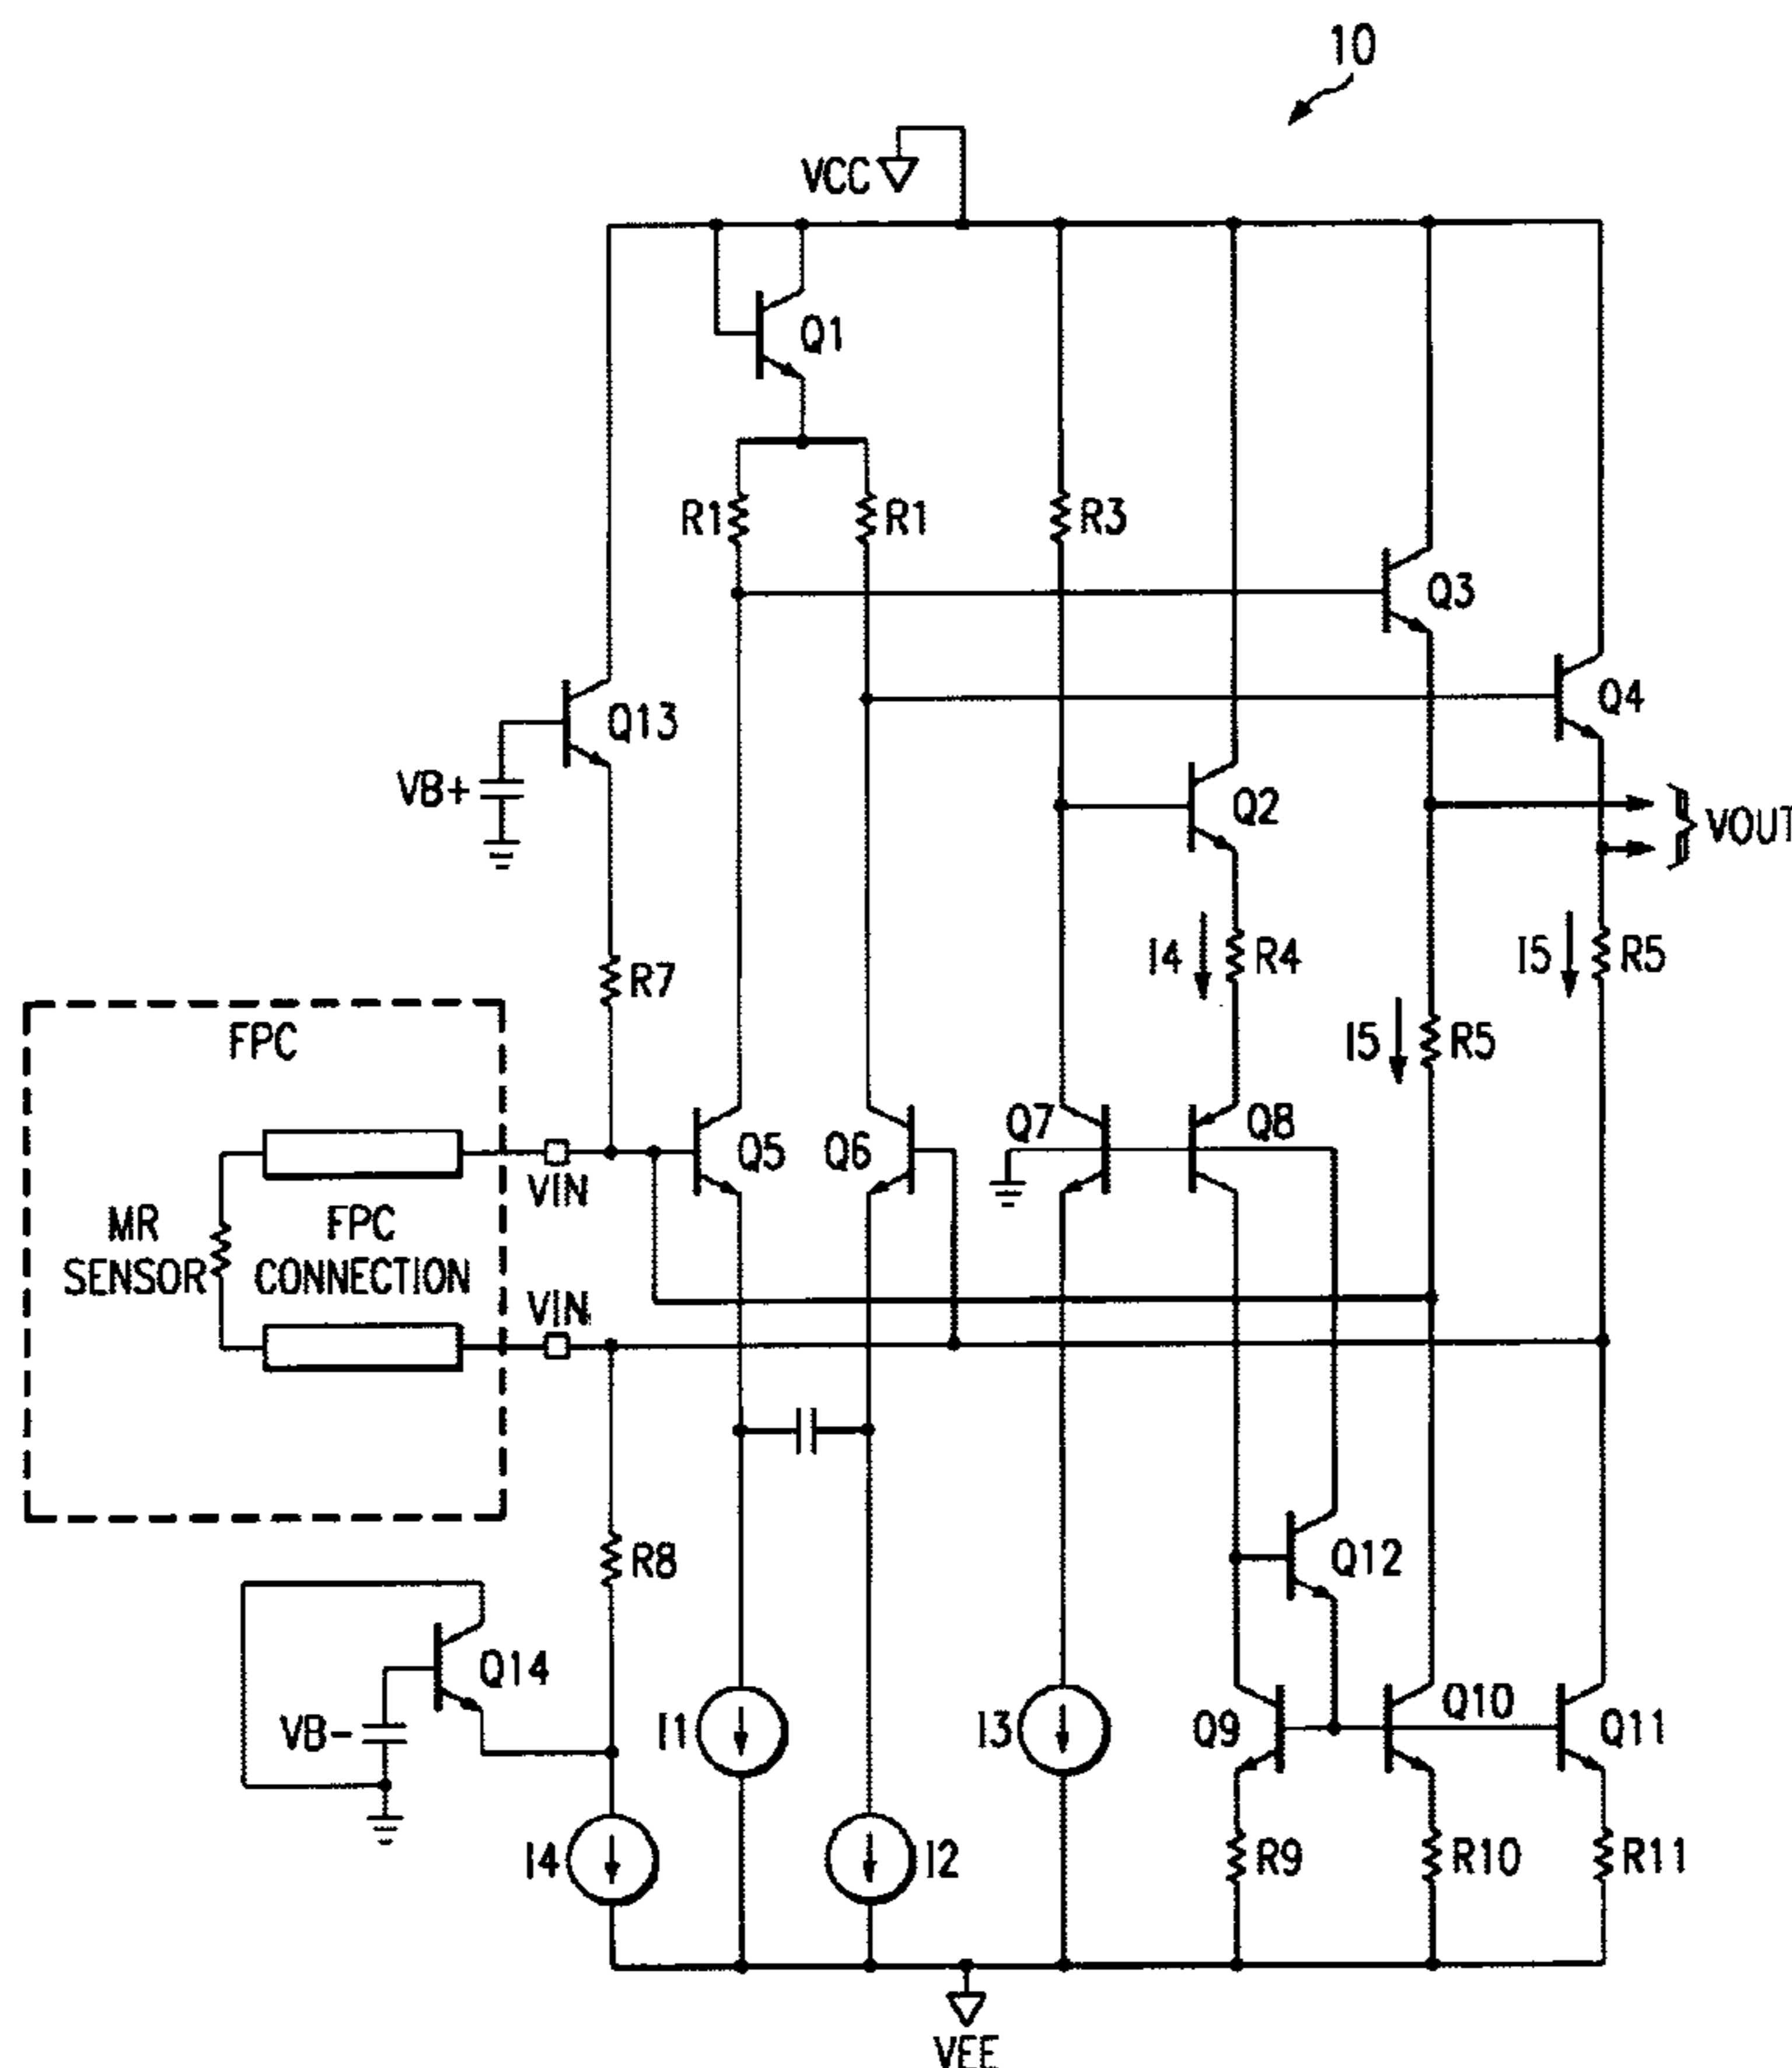 10
VCC
Q1
R1
R1
R3
Q3
Q4
Q13
VB+
Q2
VOUT
I4
R4
I5
R5
R7
I5
R5
FPC
Q7
Q8
Q5
Q6
VIN
MR
SENSOR
FPC
CONNECTION
VIN
R8
Q12
Q14
VB-
I1
I3
Q9
Q10
Q11
I4
I2
R9
R10
R11
VEE